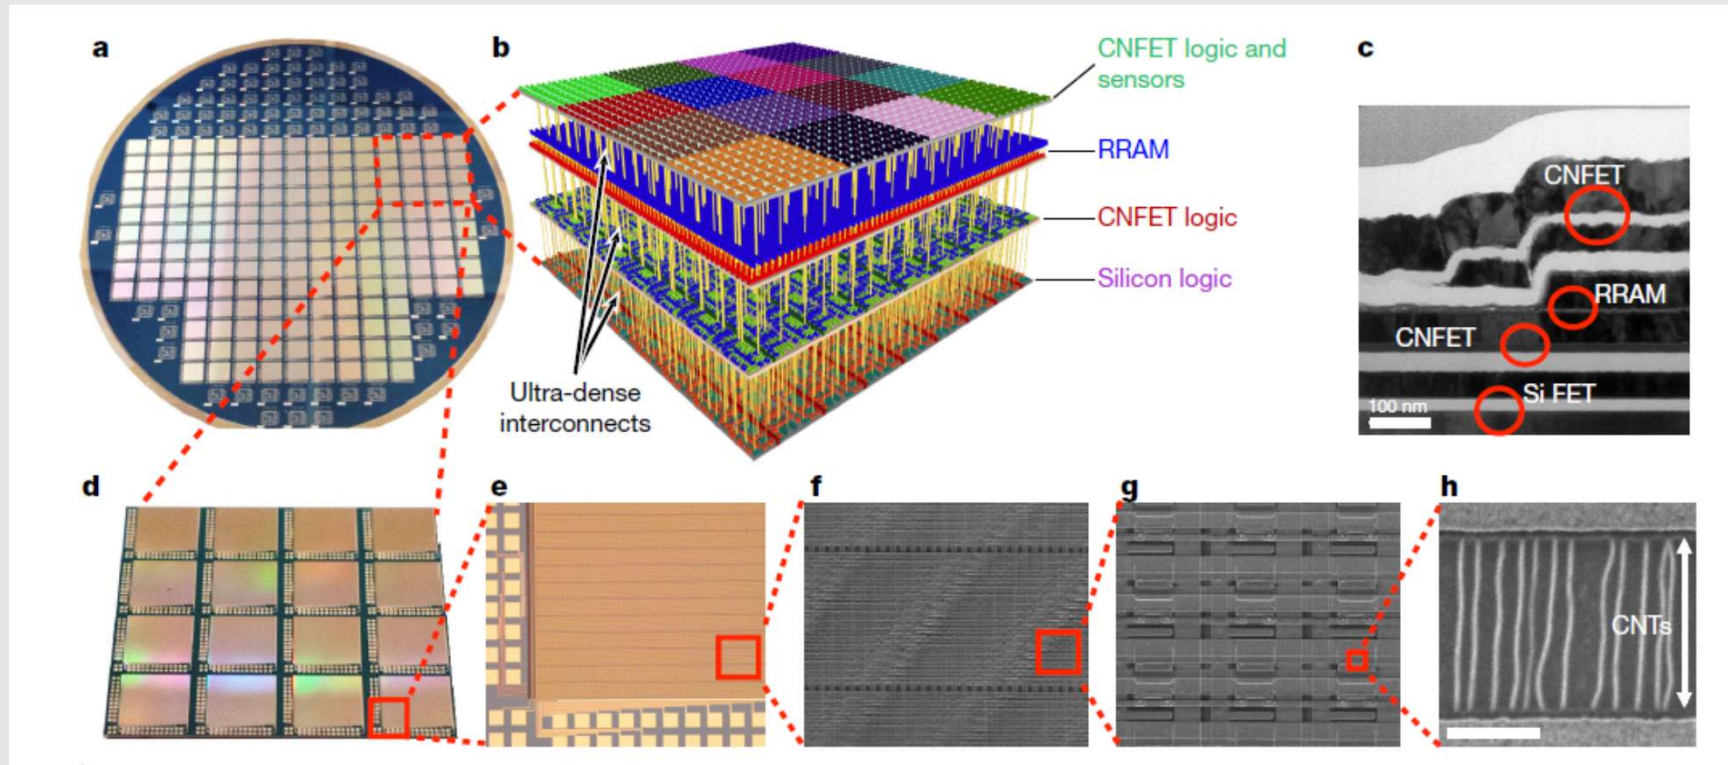 a
b
CNFET logic and
sensors
RRAM
CNFET logic
Silicon logic
Ultra-dense
interconnects
c
CNFET
RRAM
CNFET
Si FET
100 nm
d
e
f
g
h
CNTs